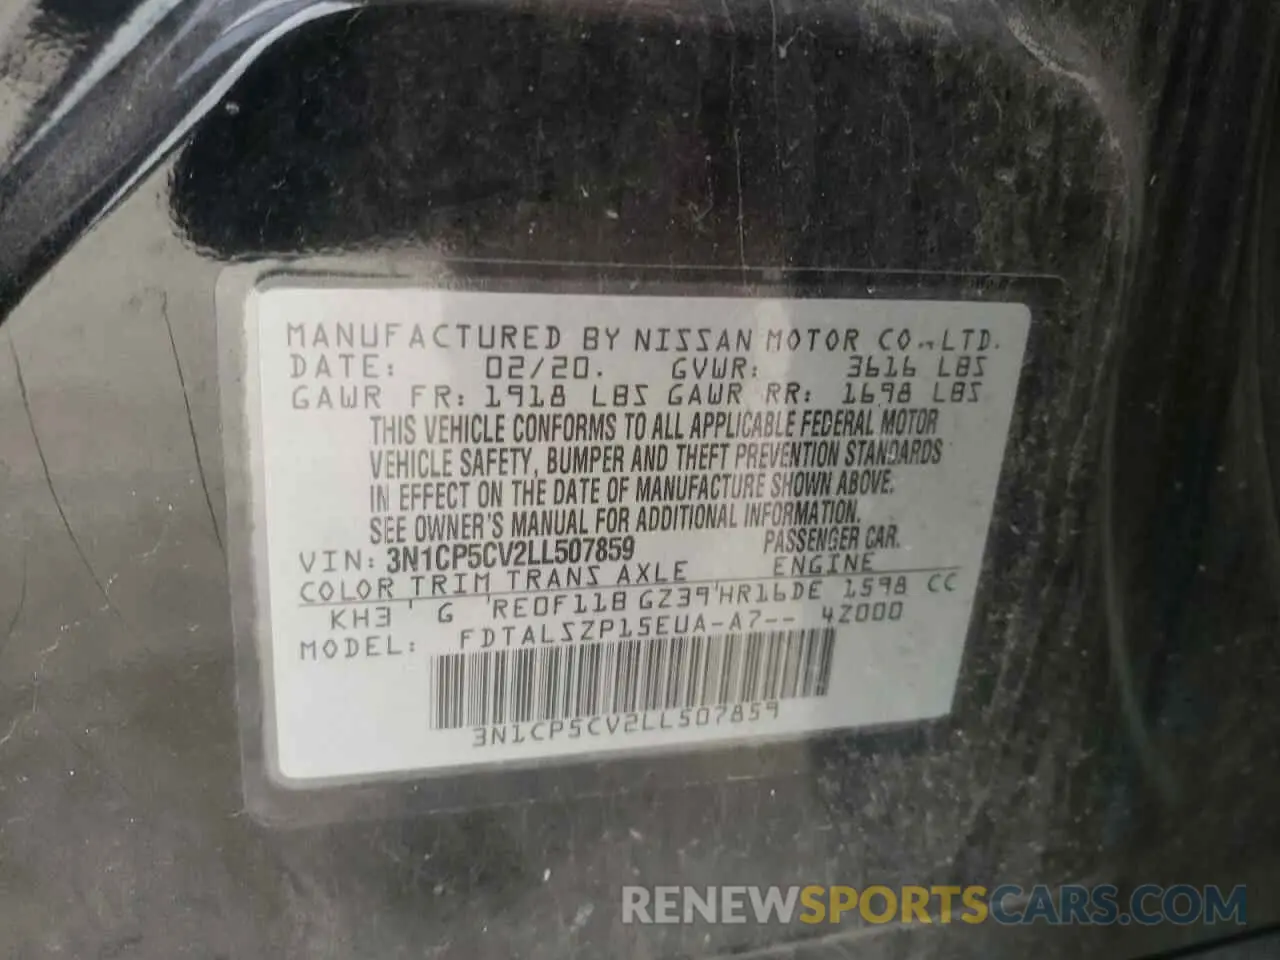 MANUFACTURED BY NISSAN MOTOR CO.,LTD.
DATE: 02/20. GVWR: 3616 LBS
GAWR FR: 1918 LBS GAWR RR: 1698 LBS
THIS VEHICLE CONFORMS TO ALL APPLICABLE FEDERAL MOTOR
VEHICLE SAFETY, BUMPER AND THEFT PREVENTION STANDARDS
IN EFFECT ON THE DATE OF MANUFACTURE SHOWN ABOVE.
SEE OWNER'S MANUAL FOR ADDITIONAL INFORMATION.
VIN: 3N1CP5CV2LL507859 PASSENGER CAR.
COLOR TRIM TRANS AXLE ENGINE
KH3 ' G 'RE0F11B GZ39'HR16DE 1598 CC
MODEL: FDTALSZP15EUA-A7-- 4Z000
3N1CP5CV2LL507859
RENEWSPORTSCARS.COM